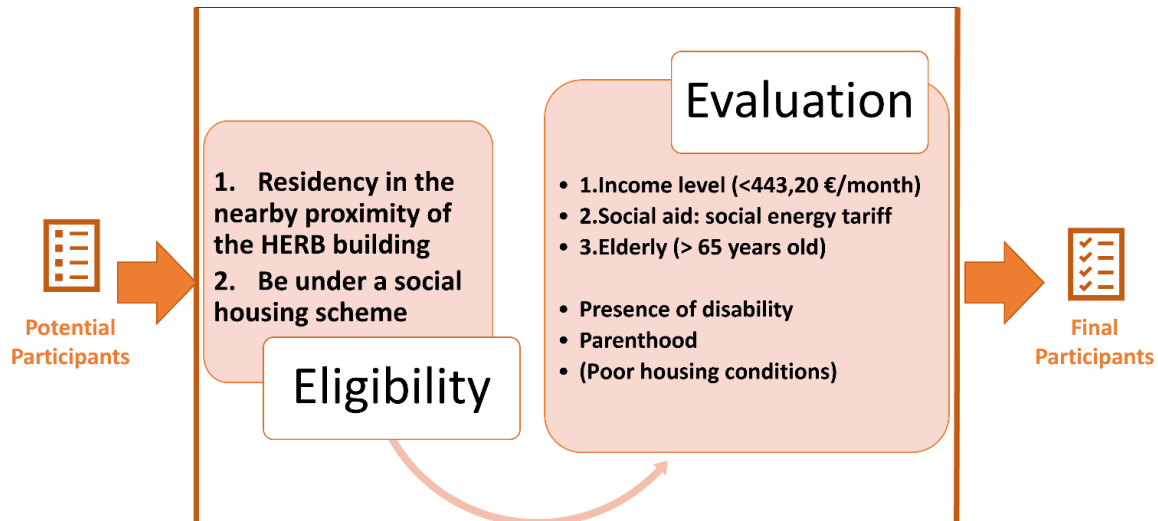 Potential
Participants
1. Residency in the
nearby proximity of
the HERB building
2. Be under a social
housing scheme
Eligibility
Evaluation
• 1.Income level (<443,20 €/month)
• 2.Social aid: social energy tariff
• 3.Elderly (> 65 years old)
• Presence of disability
• Parenthood
• (Poor housing conditions)
Final
Participants